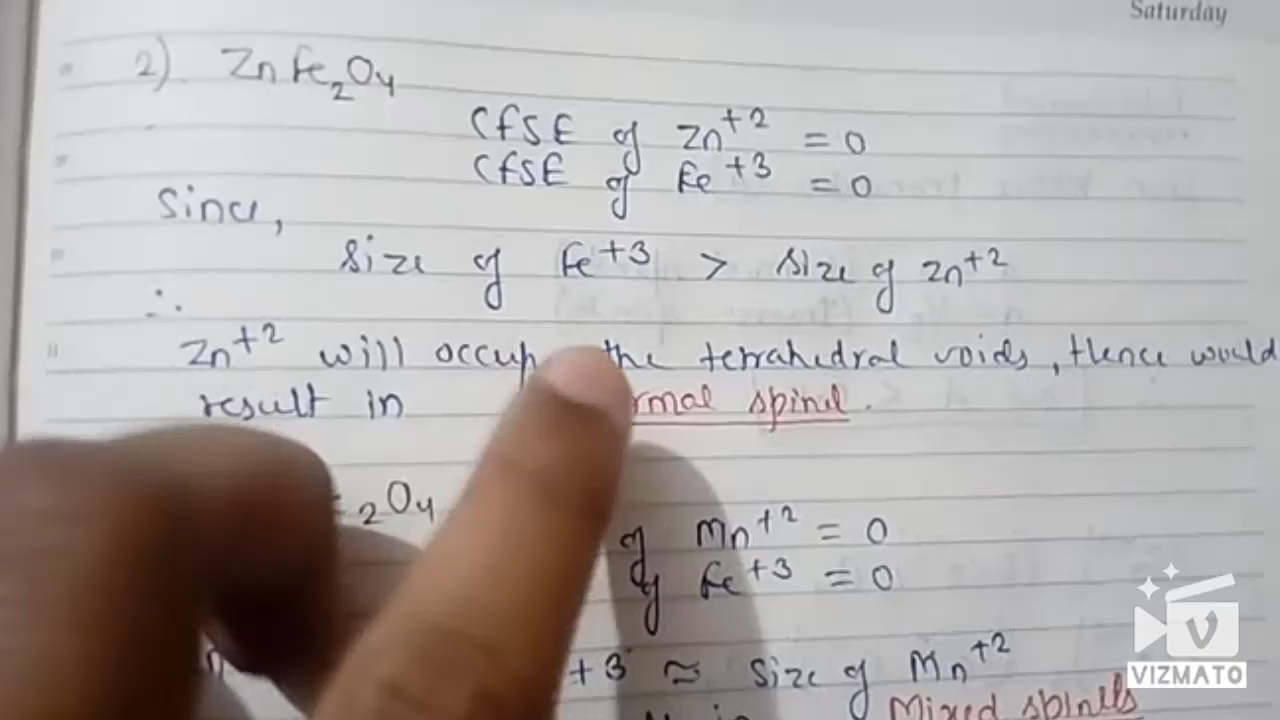 Saturday
2) ZnFe2O4
CFSE of Zn+2 = 0
CFSE of Fe+3 = 0
Since,
Size of Fe+3 > size of Zn+2
∴
Zn+2 will occup the tetrahedral voids, Hence would
result in rmal spinel.
2O4
of Mn+2 = 0
of Fe+3 = 0
+3 ≈ size of Mn+2
Mixed spinels
VIZMATO